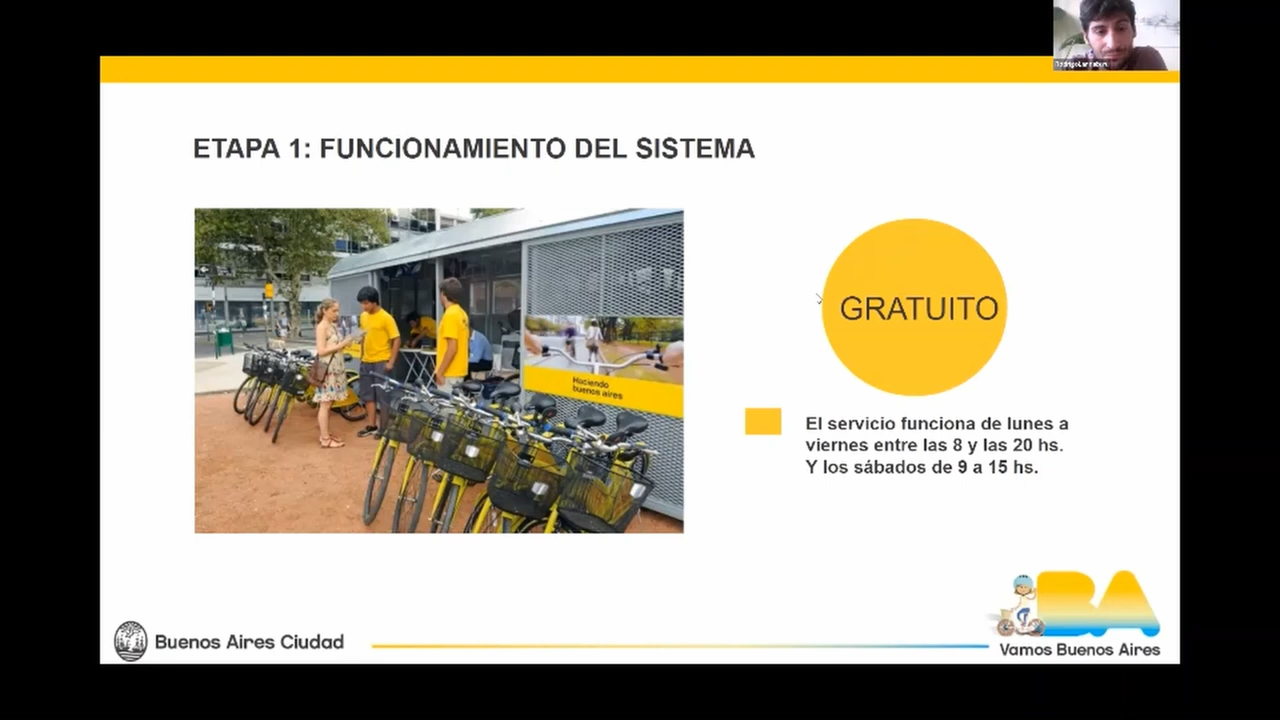 ETAPA 1: FUNCIONAMIENTO DEL SISTEMA
GRATUITO
Haciendo
buenos aires
El servicio funciona de lunes a
viernes entre las 8 y las 20 hs.
Y los sábados de 9 a 15 hs.
BA
Buenos Aires Ciudad
Vamos Buenos Aires